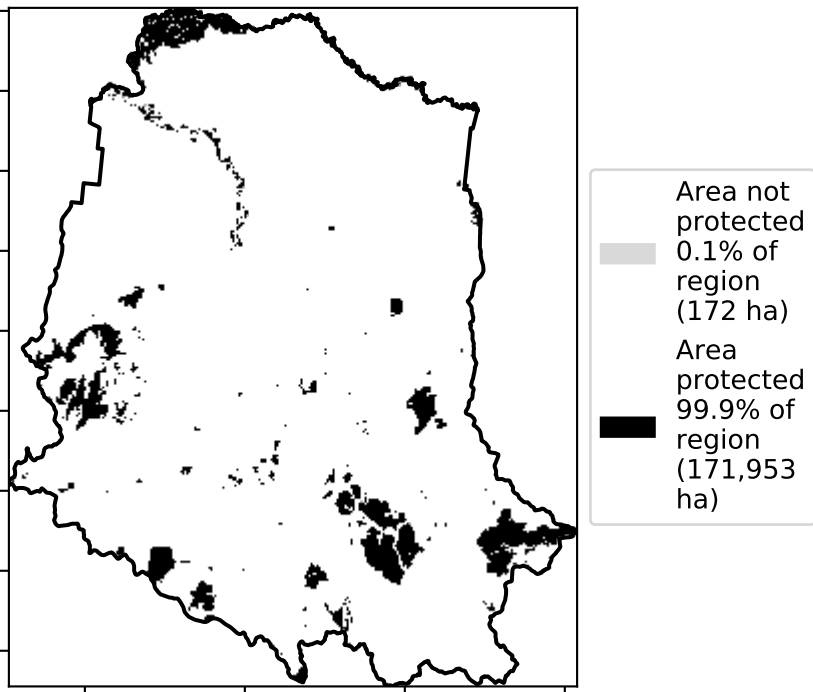 Area not
protected
0.1% of
region
(172 ha)
Area
protected
99.9% of
region
(171,953
ha)